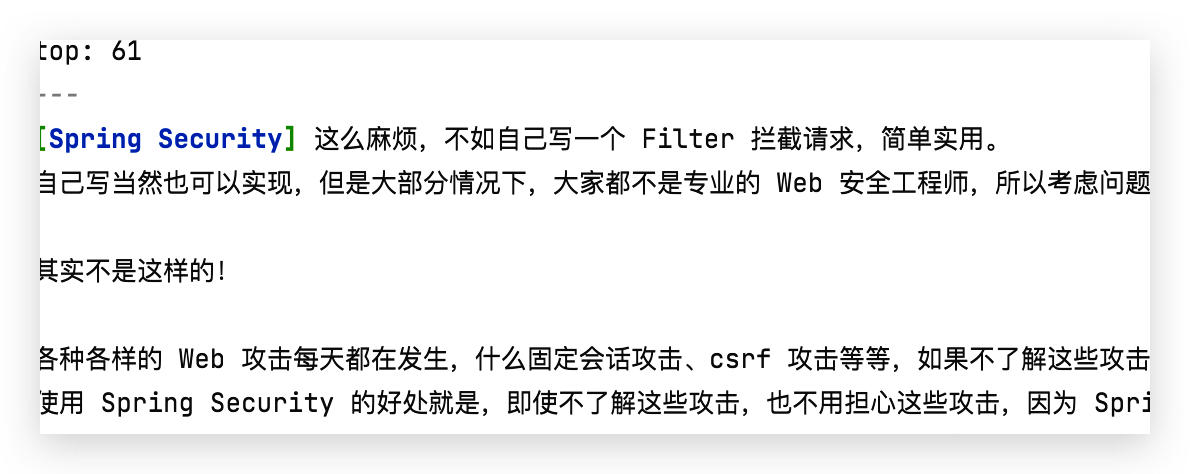 top: 61
---
[Spring Security] 这么麻烦，不如自己写一个 Filter 拦截请求，简单实用。
自己写当然也可以实现，但是大部分情况下，大家都不是专业的 Web 安全工程师，所以考虑问题
其实不是这样的！
各种各样的 Web 攻击每天都在发生，什么固定会话攻击、csrf 攻击等等，如果不了解这些攻击
使用 Spring Security 的好处就是，即使不了解这些攻击，也不用担心这些攻击，因为 Spri